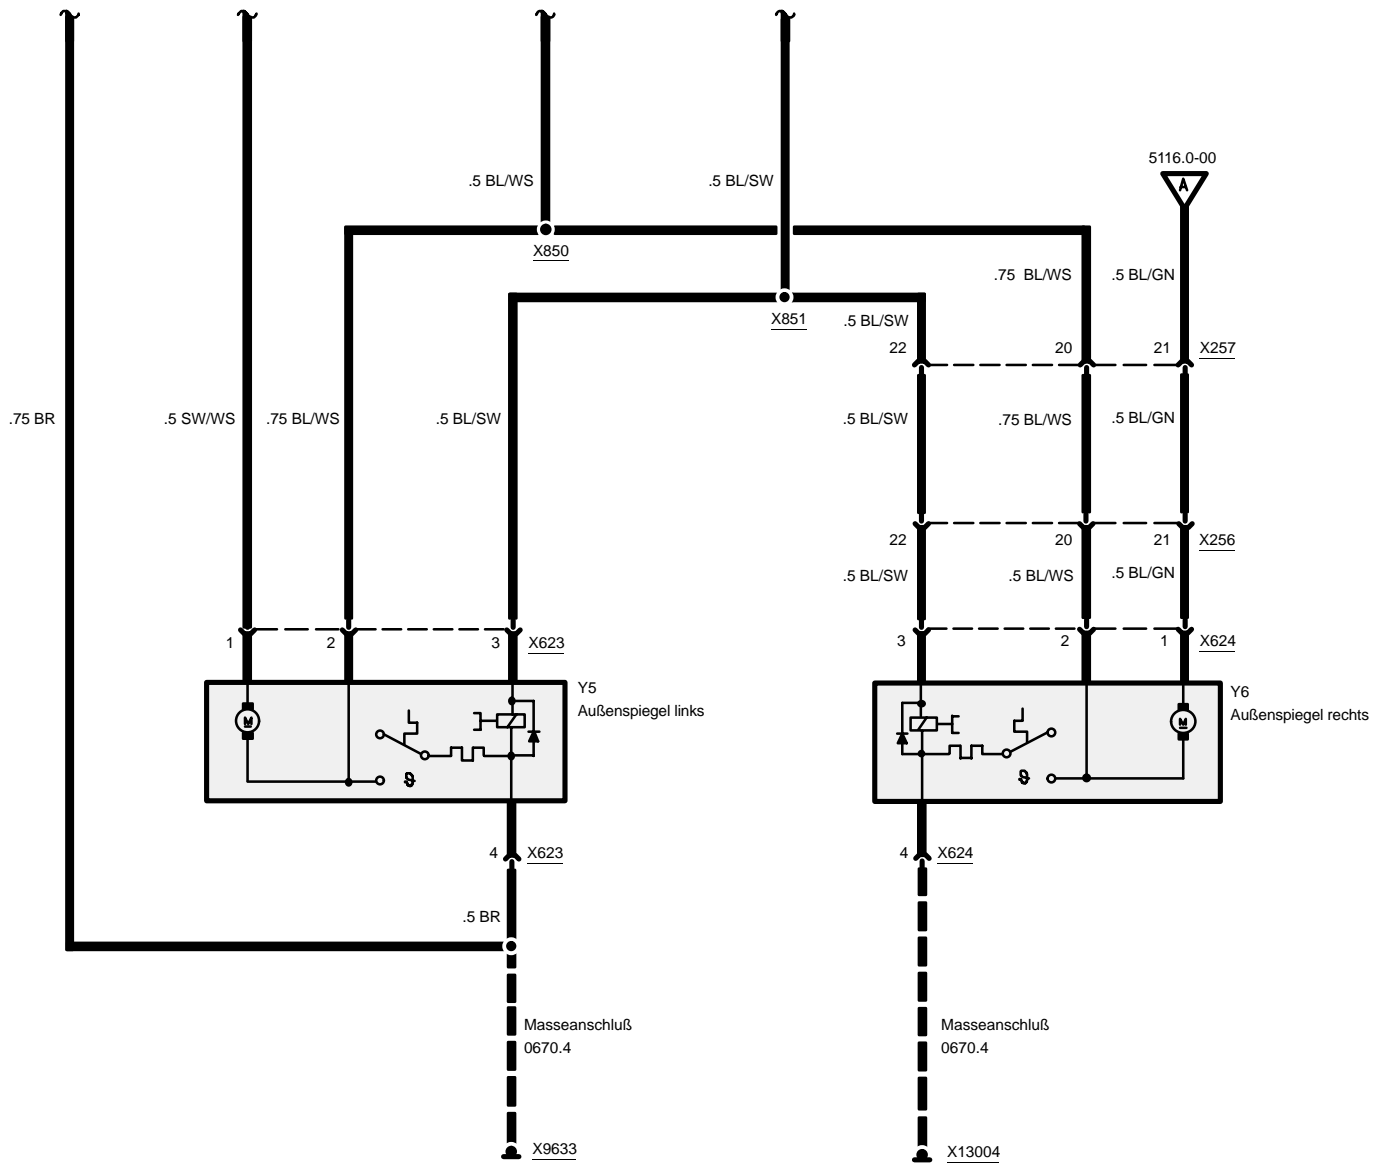 5116.0-00
A
.5 BL/WS
.5 BL/SW
X850
.75 BL/WS
.5 BL/GN
X851
.5 BL/SW
22
20
21
X257
.75 BR
.5 SW/WS
.75 BL/WS
.5 BL/SW
.5 BL/SW
.75 BL/WS
.5 BL/GN
22
20
21
X256
.5 BL/SW
.5 BL/WS
.5 BL/GN
1
2
3
X623
3
2
1
X624
Y5
Außenspiegel links
Y6
Außenspiegel rechts
M
ϑ
M
ϑ
4
X623
4
X624
.5 BR
Masseanschluß
0670.4
Masseanschluß
0670.4
X9633
X13004